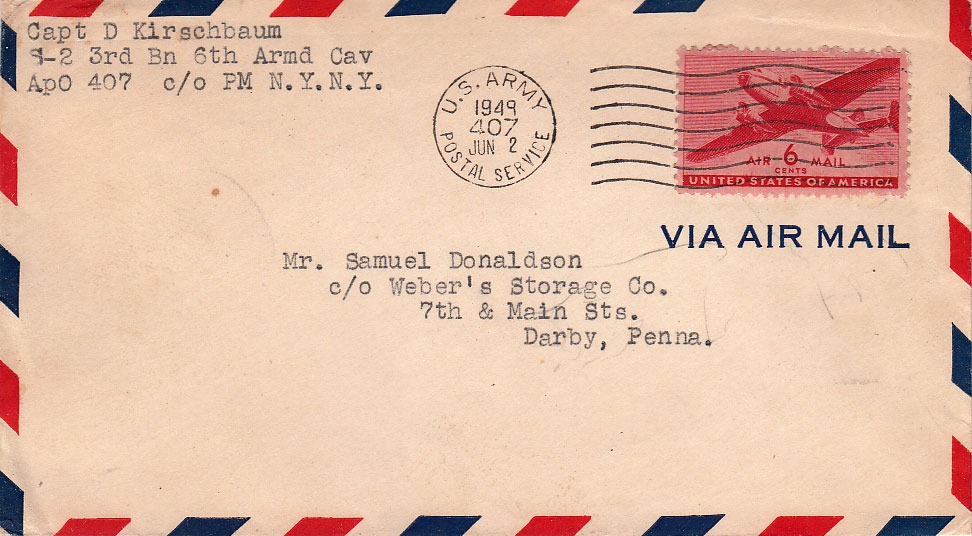 Capt D Kirschbaum
S-2 3rd Bn 6th Armd Cav
ApO 407 c/o PM N.Y.N.Y.
U.S. ARMY
1949
407
JUN 2
POSTAL SERVICE
AIR 6 MAIL
CENTS
UNITED STATES OF AMERICA
VIA AIR MAIL
Mr. Samuel Donaldson
c/o Weber's Storage Co.
7th & Main Sts.
Darby, Penna.